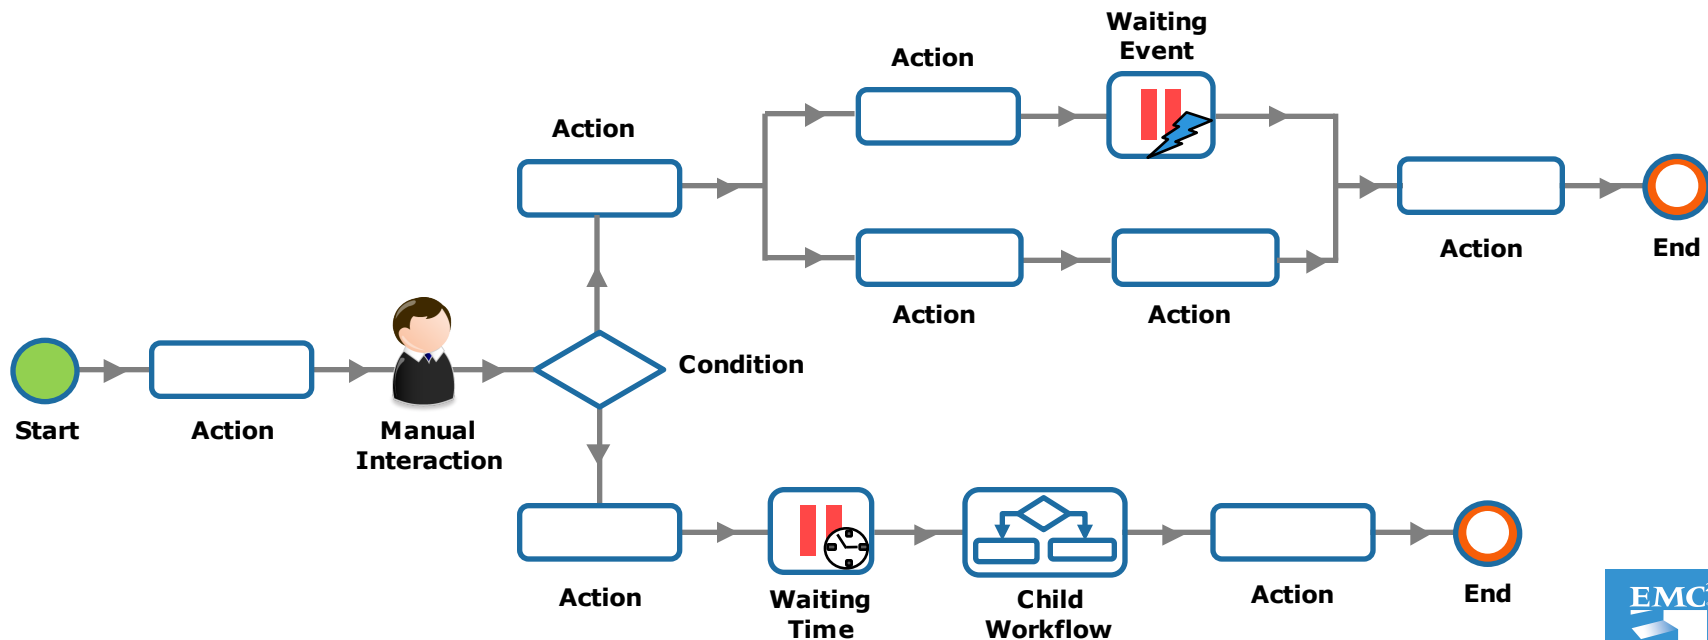 Waiting
Event
Action
Action
Action
End
Action
Action
Condition
Start
Action
Manual
Interaction
Action
Waiting
Time
Child
Workflow
Action
End
EMC²